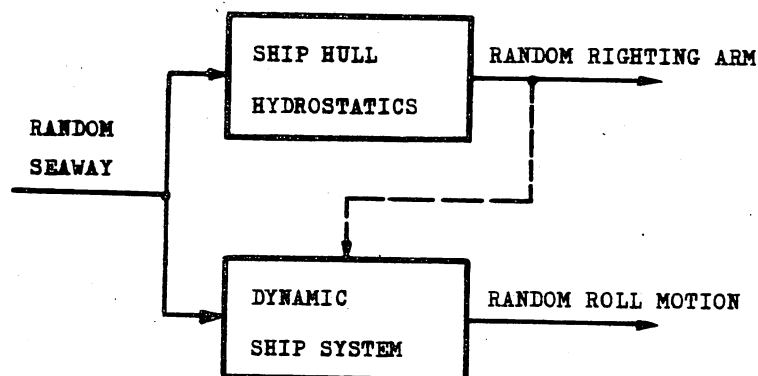 SHIP HULL
HYDROSTATICS
RANDOM RIGHTING ARM
RANDOM
SEAWAY
DYNAMIC
SHIP SYSTEM
RANDOM ROLL MOTION